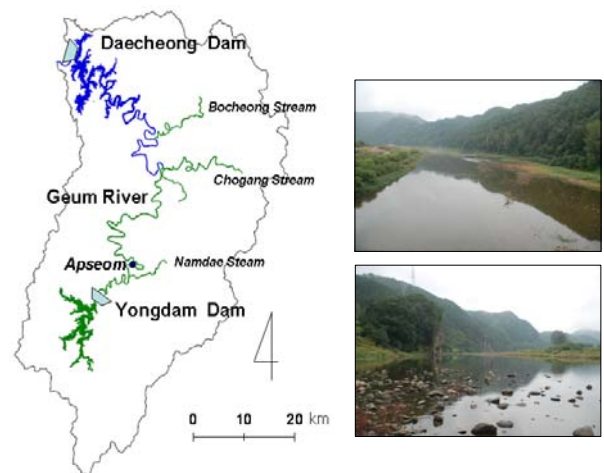 Daecheong Dam
Bocheong Stream
Chogang Stream
Geum River
Apseom
Namdae Steam
Yongdam Dam
0 10 20 km